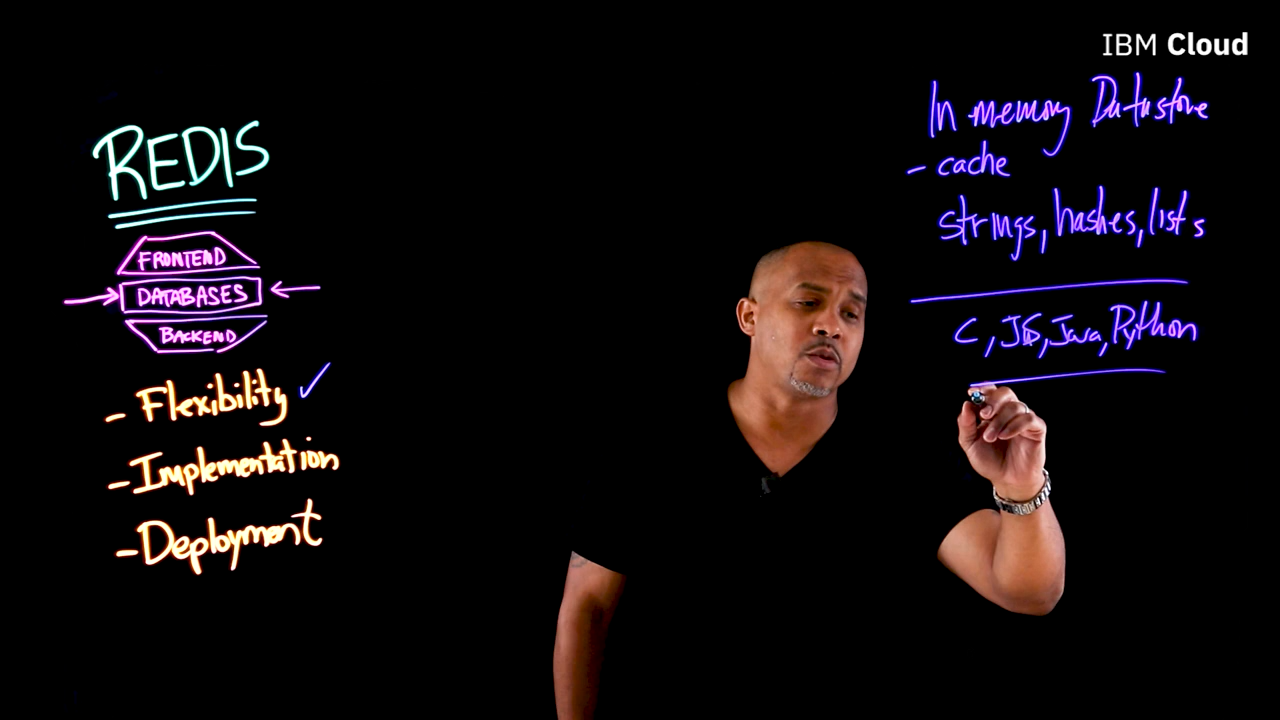 IBM Cloud
REDIS
FRONTEND
DATABASES
BACKEND
- Flexibility ✓
- Implementation
- Deployment
In memory Datastore
- cache
strings, hashes, lists
C, JS, Java, Python